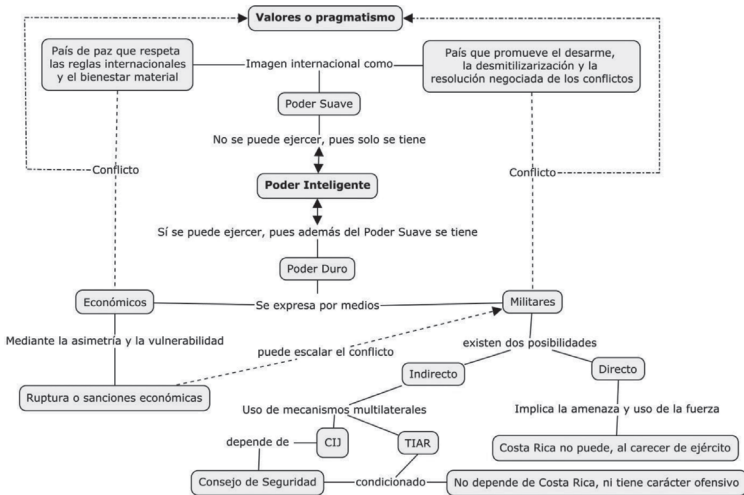 Valores o pragmatismo
País de paz que respeta
las reglas internacionales
y el bienestar material
Imagen internacional como
País que promueve el desarme,
la desmitilizarización y la
resolución negociada de los conflictos
Poder Suave
No se puede ejercer, pues solo se tiene
Conflicto
Conflicto
Poder Inteligente
Sí se puede ejercer, pues además del Poder Suave se tiene
Poder Duro
Económicos
Se expresa por medios
Militares
Mediante la asimetría y la vulnerabilidad
puede escalar el conflicto
existen dos posibilidades
Indirecto
Directo
Ruptura o sanciones económicas
Uso de mecanismos multilaterales
Implica la amenaza y uso de la fuerza
depende de
CIJ
TIAR
Costa Rica no puede, al carecer de ejército
Consejo de Seguridad
condicionado
No depende de Costa Rica, ni tiene carácter ofensivo